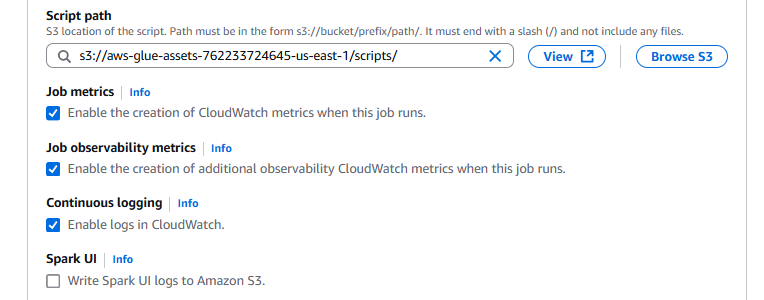 Script path
S3 location of the script. Path must be in the form s3://bucket/prefix/path/. It must end with a slash (/) and not include any files.
s3://aws-glue-assets-762233724645-us-east-1/scripts/ View Browse S3
Job metrics Info
Enable the creation of CloudWatch metrics when this job runs.
Job observability metrics Info
Enable the creation of additional observability CloudWatch metrics when this job runs.
Continuous logging Info
Enable logs in CloudWatch.
Spark UI Info
Write Spark UI logs to Amazon S3.